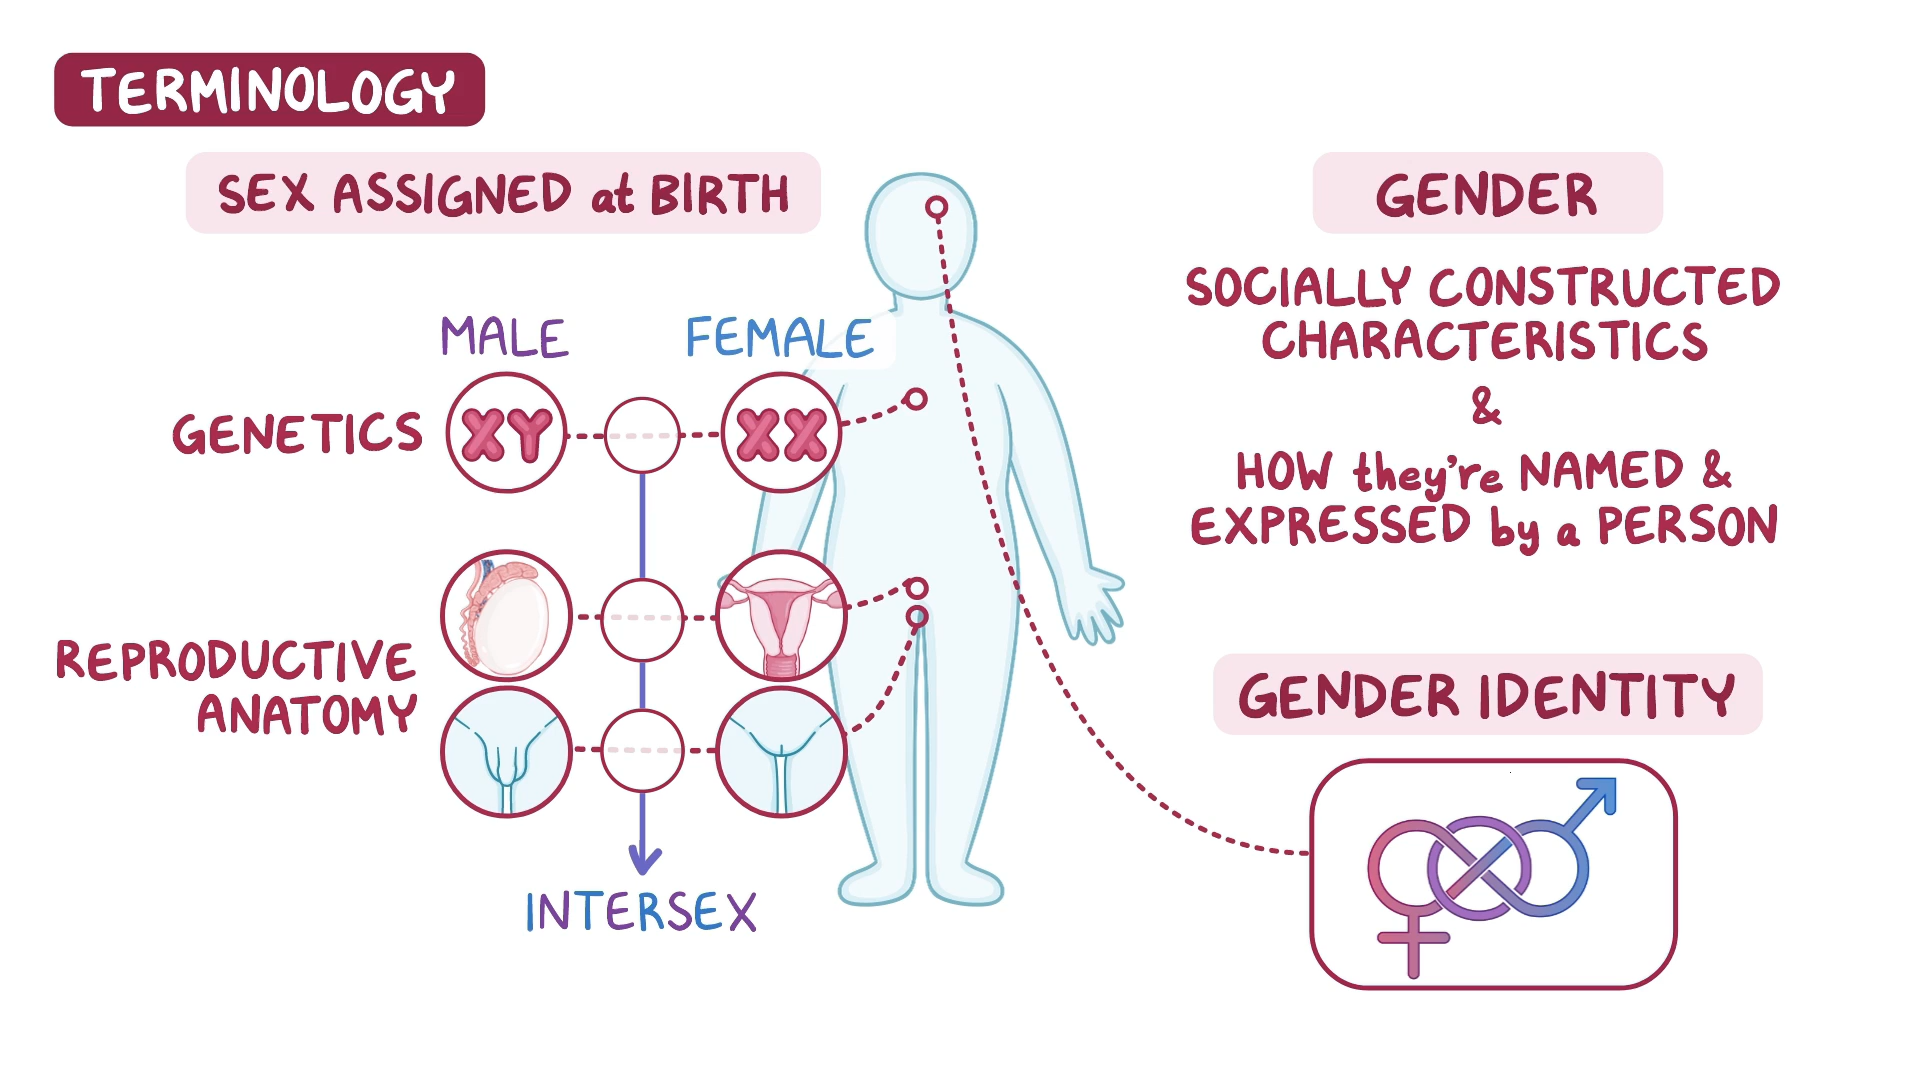 TERMINOLOGY
SEX ASSIGNED at BIRTH
MALE
FEMALE
GENETICS
XY
XX
REPRODUCTIVE
ANATOMY
INTERSEX
GENDER
SOCIALLY CONSTRUCTED
CHARACTERISTICS
&
HOW they're NAMED &
EXPRESSED by a PERSON
GENDER IDENTITY